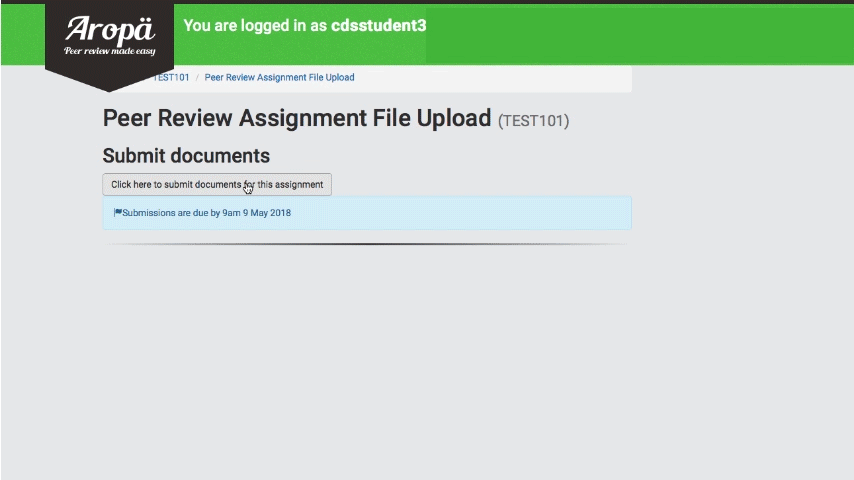 Aropä
Peer review made easy
You are logged in as cdsstudent3
TEST101 / Peer Review Assignment File Upload
Peer Review Assignment File Upload (TEST101)
Submit documents
Click here to submit documents for this assignment
Submissions are due by 9am 9 May 2018